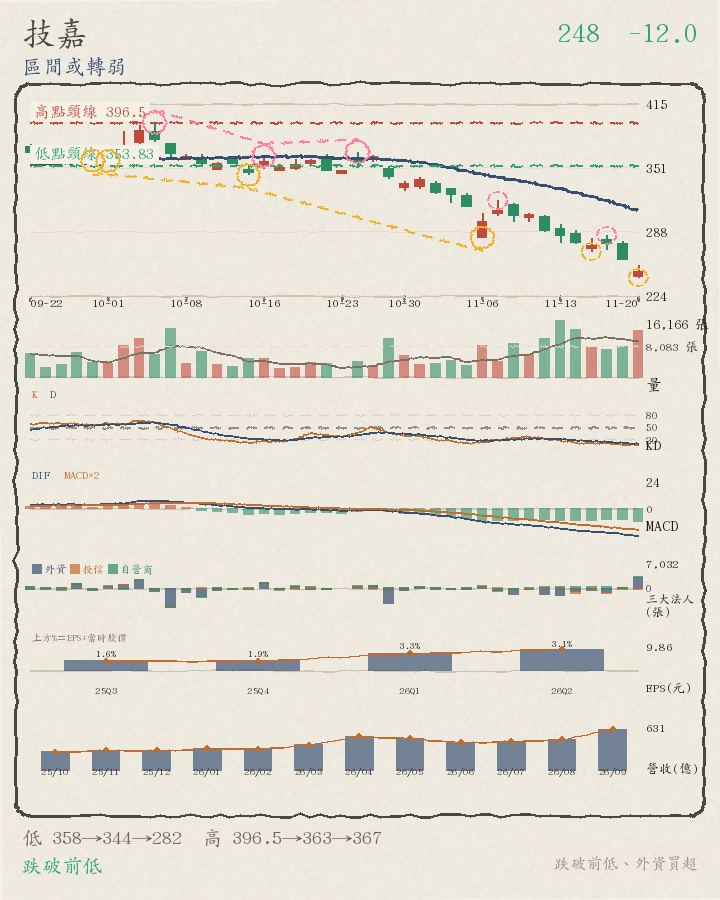 技嘉
248 -12.0
區間或轉弱
415
高點頸線 396.5
低點頸線 353.83
351
288
224
09-22 10-01 10-08 10-16 10-23 10-30 11-06 11-13 11-20
16,166 張
8,083 張
量
K D
80
50
20
KD
DIF MACD×2
24
0
MACD
外資 投信 自營商
7,032
0
三大法人
(張)
上方%=EPS÷當時股價
1.6% 1.9% 3.3% 3.1%
9.86
25Q3 25Q4 26Q1 26Q2
EPS(元)
631
25/10 25/11 25/12 26/01 26/02 26/03 26/04 26/05 26/06 26/07 26/08 26/09
營收(億)
低 358→344→282 高 396.5→363→367
跌破前低
跌破前低、外資買超